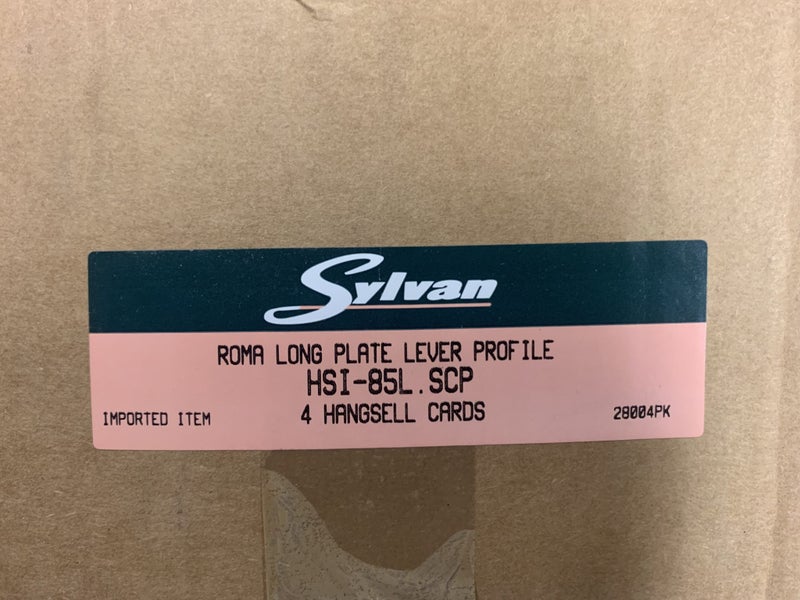 Sylvan
ROMA LONG PLATE LEVER PROFILE
HSI-85L.SCP
IMPORTED ITEM 4 HANGSELL CARDS 28004PK